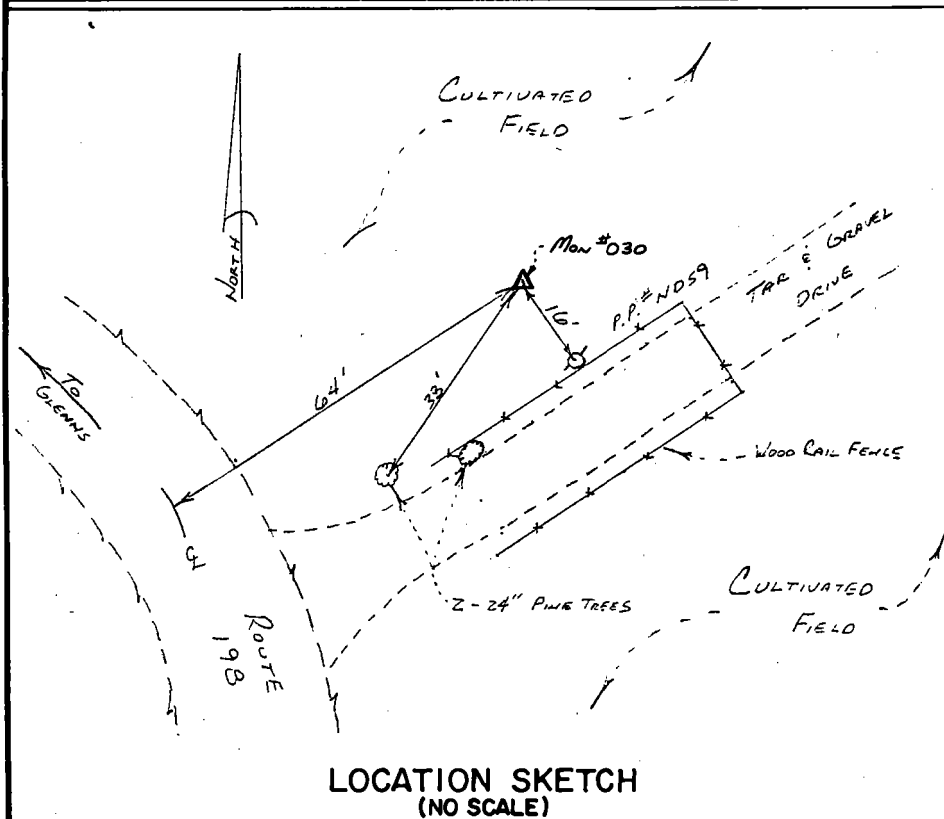 CULTIVATED
FIELD
NORTH
MON #030
P.P.# ND59
TAR & GRAVEL
DRIVE
16-
64'
33'
TO
GLENNS
WOOD RAIL FENCE
℄
2-24" PINE TREES
ROUTE
198
CULTIVATED
FIELD
LOCATION SKETCH
(NO SCALE)